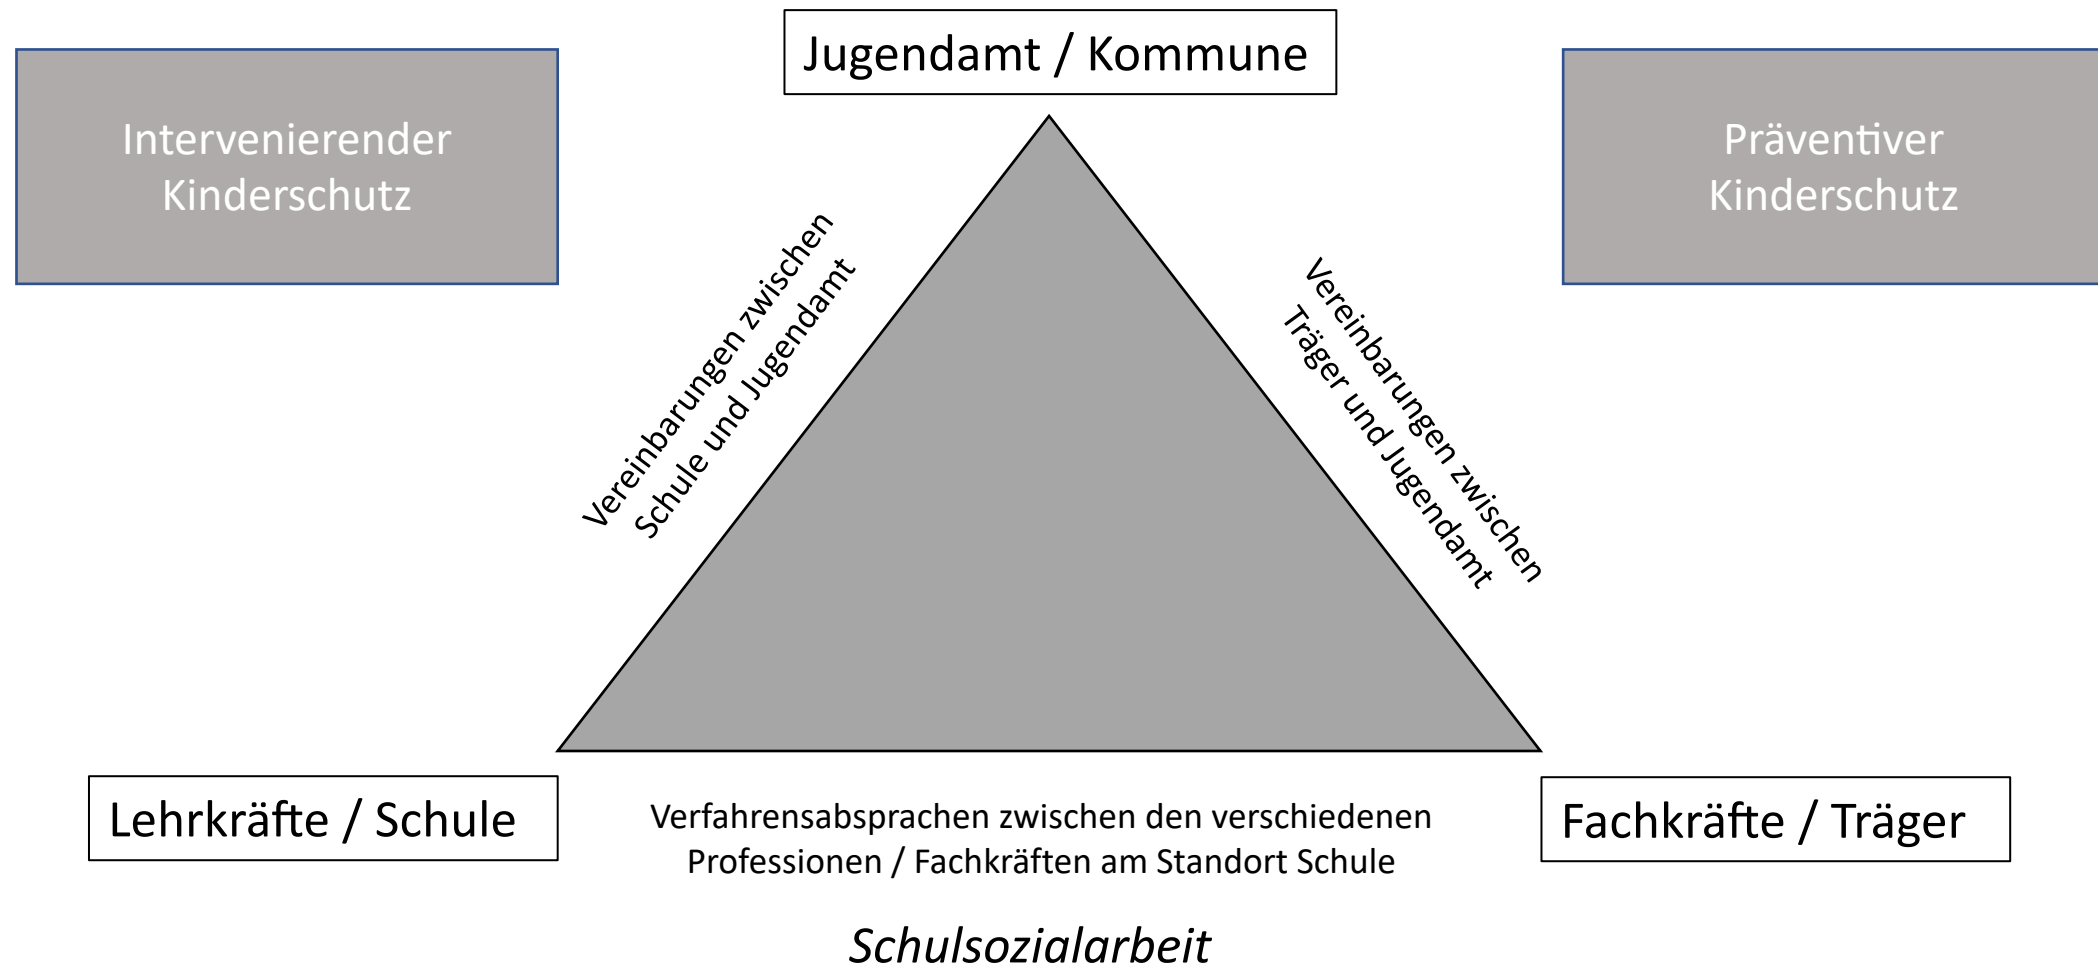 Jugendamt / Kommune
Intervenierender
Kinderschutz
Präventiver
Kinderschutz
Vereinbarungen zwischen
Schule und Jugendamt
Vereinbarungen zwischen
Träger und Jugendamt
Lehrkräfte / Schule
Verfahrensabsprachen zwischen den verschiedenen
Professionen / Fachkräften am Standort Schule
Fachkräfte / Träger
Schulsozialarbeit